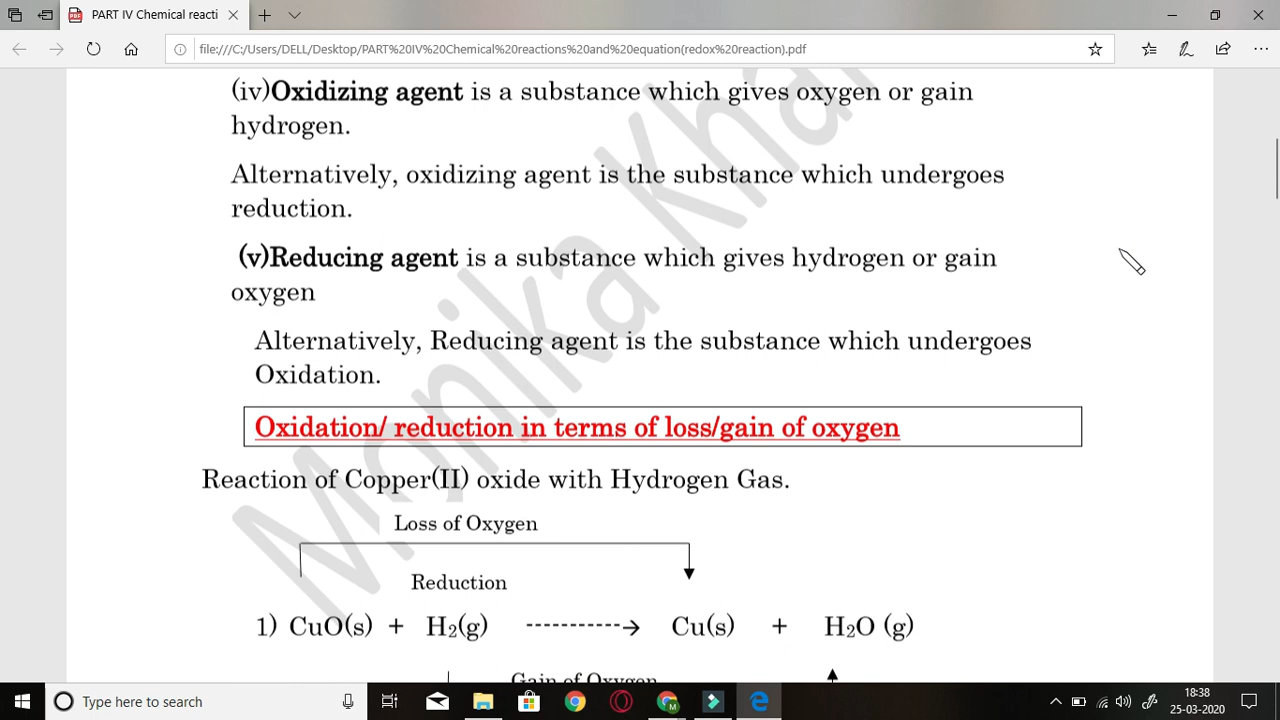 PART IV Chemical reacti
file:///C:/Users/DELL/Desktop/PART%20IV%20Chemical%20reactions%20and%20equation(redox%20reaction).pdf
(iv)Oxidizing agent is a substance which gives oxygen or gain
hydrogen.
Alternatively, oxidizing agent is the substance which undergoes
reduction.
(v)Reducing agent is a substance which gives hydrogen or gain
oxygen
Alternatively, Reducing agent is the substance which undergoes
Oxidation.
Oxidation/ reduction in terms of loss/gain of oxygen
Reaction of Copper(II) oxide with Hydrogen Gas.
Loss of Oxygen
Reduction
1) CuO(s) + H2(g) -----------→ Cu(s) + H2O (g)
Gain of Oxygen
Monika
Type here to search
18:38
25-03-2020